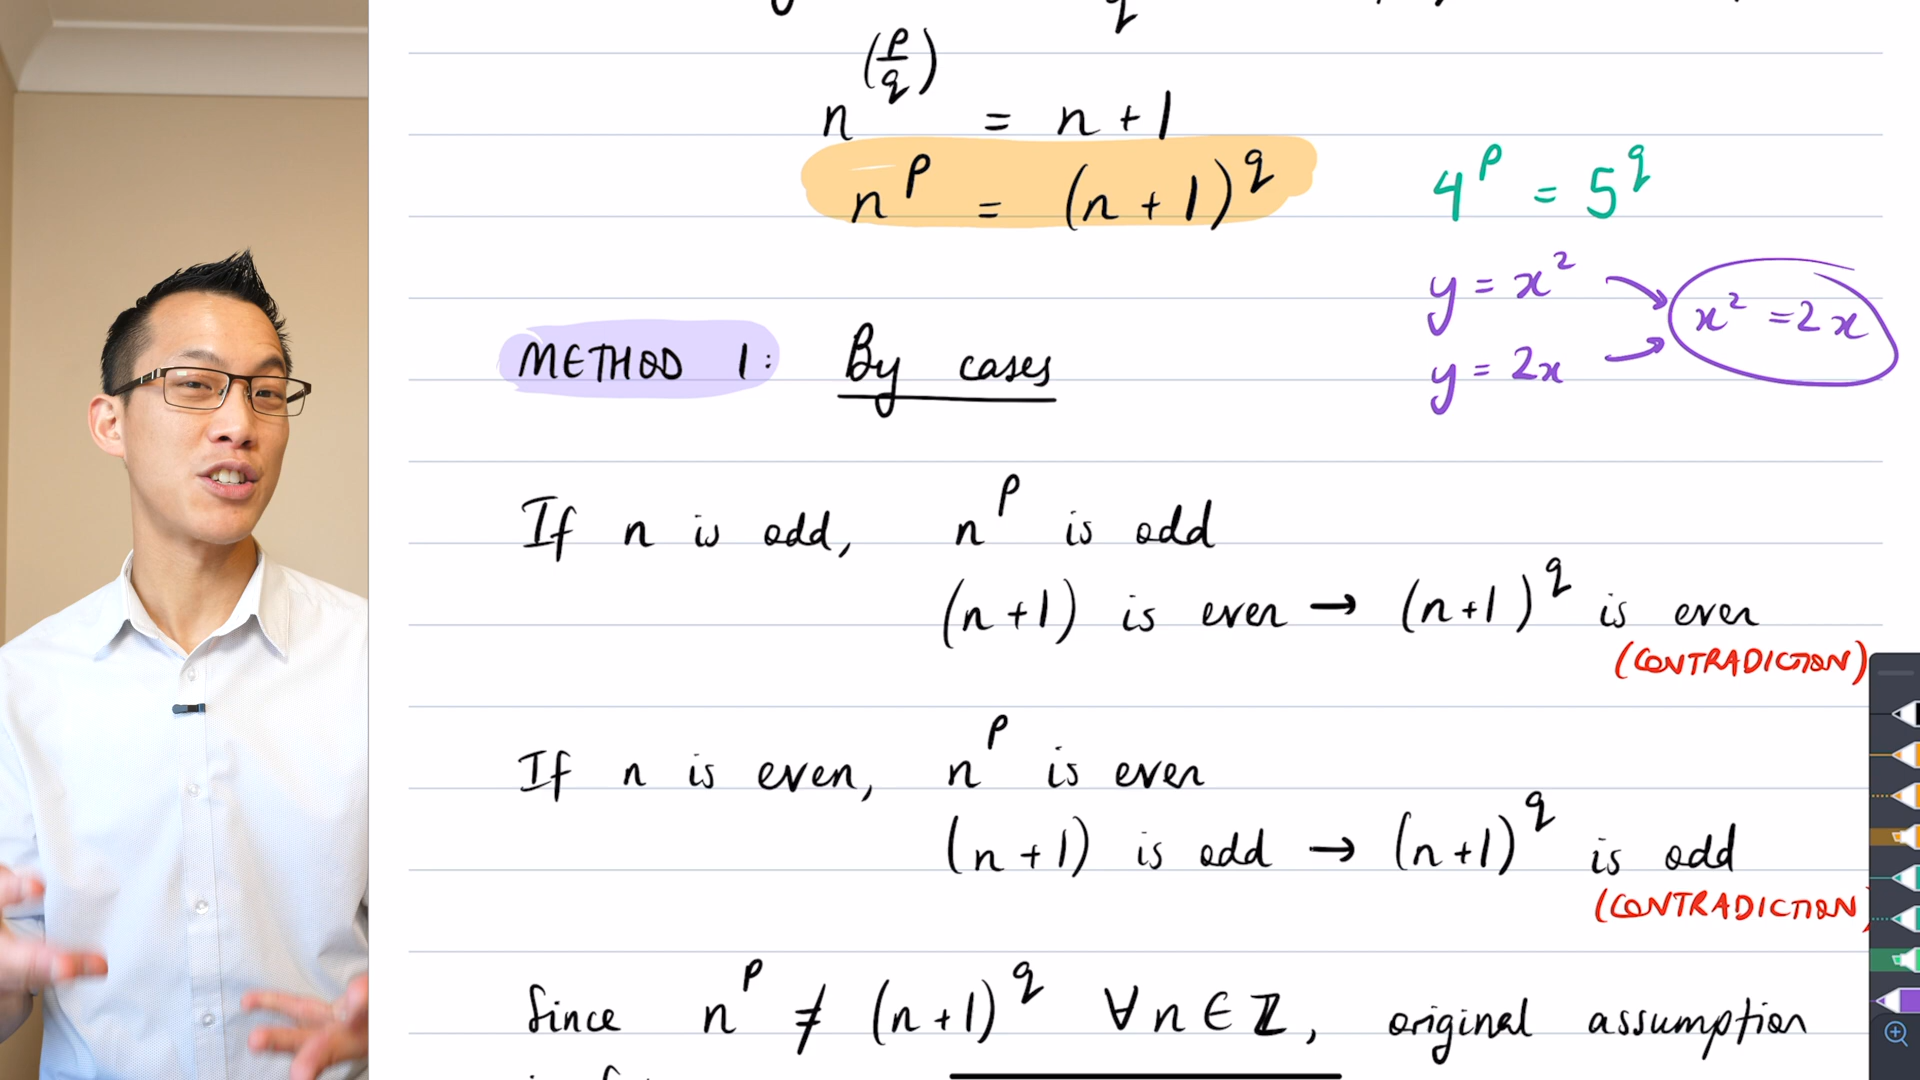 n^(p/q) = n + 1
n^p = (n + 1)^q
4^p = 5^q
y = x^2
x^2 = 2x
y = 2x
METHOD 1: By cases
If n is odd, n^p is odd
(n+1) is even → (n+1)^q is even
(CONTRADICTION)
If n is even, n^p is even
(n+1) is odd → (n+1)^q is odd
(CONTRADICTION
Since n^p ≠ (n+1)^q ∀n∈ℤ, original assumption